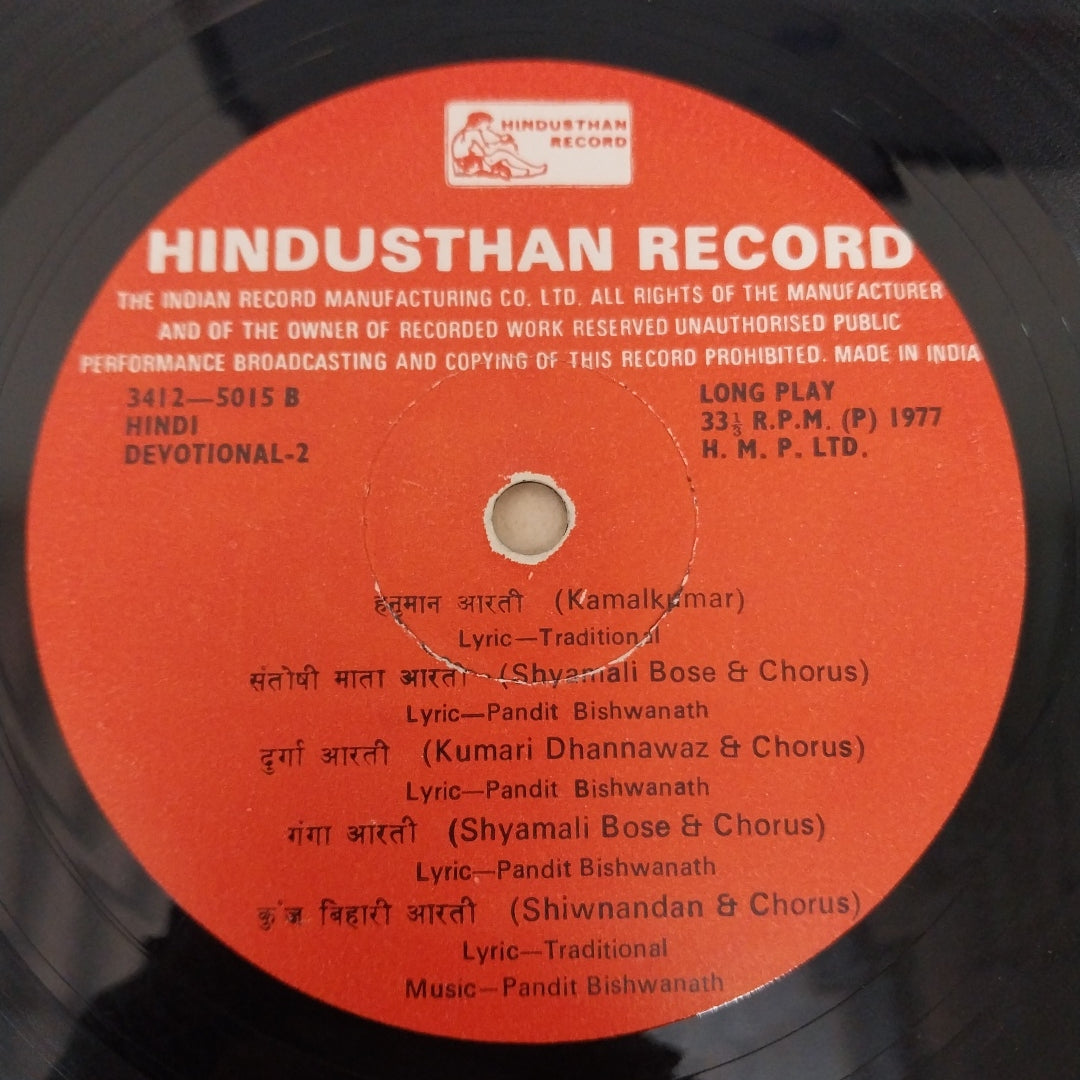 HINDUSTHAN
RECORD
HINDUSTHAN RECORD
THE INDIAN RECORD MANUFACTURING CO. LTD. ALL RIGHTS OF THE MANUFACTURER
AND OF THE OWNER OF RECORDED WORK RESERVED UNAUTHORISED PUBLIC
PERFORMANCE BROADCASTING AND COPYING OF THIS RECORD PROHIBITED. MADE IN INDIA
3412—5015 B
HINDI
DEVOTIONAL-2
LONG PLAY
33⅓ R.P.M. (P) 1977
H. M. P. LTD.
हनुमान आरती (Kamalkumar)
Lyric—Traditional
संतोषी माता आरती (Shyamali Bose & Chorus)
Lyric—Pandit Bishwanath
दुर्गा आरती (Kumari Dhannawaz & Chorus)
Lyric—Pandit Bishwanath
गंगा आरती (Shyamali Bose & Chorus)
Lyric—Pandit Bishwanath
कुंज बिहारी आरती (Shiwnandan & Chorus)
Lyric—Traditional
Music—Pandit Bishwanath